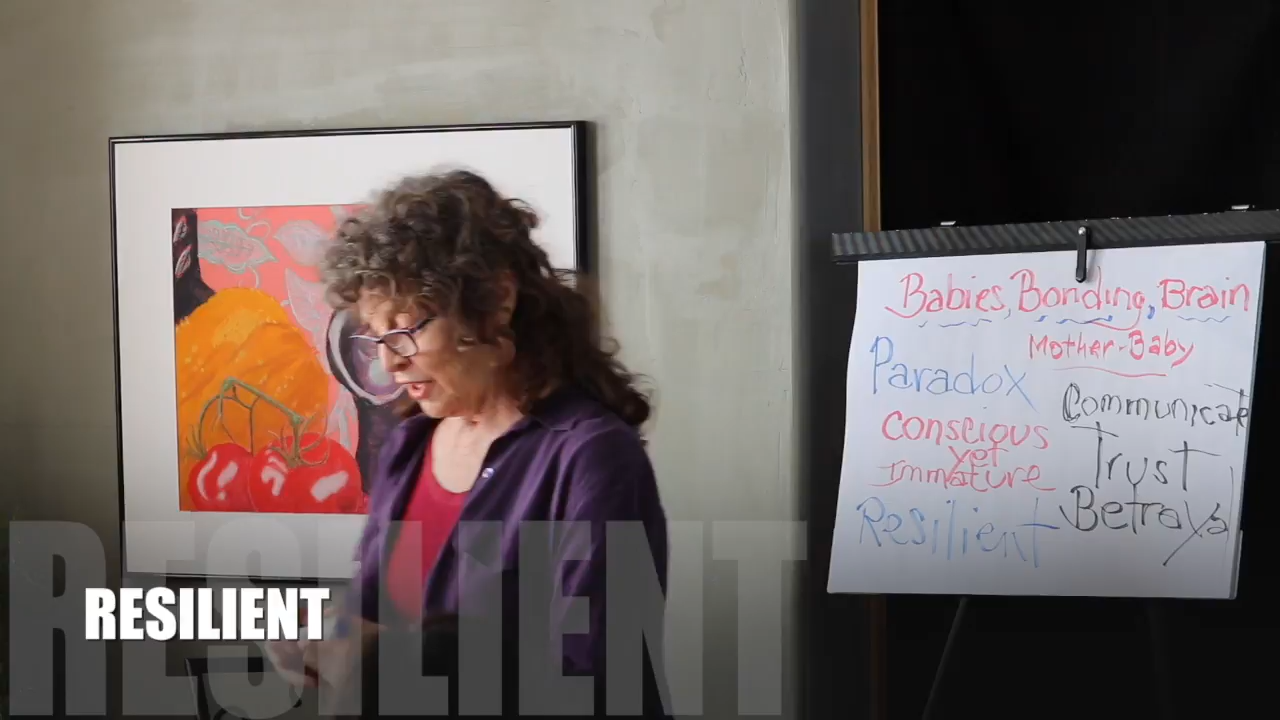 Babies, Bonding, Brain
Mother-Baby
Paradox
Communicate
Conscious
yet
Immature
Trust
Betrayal
Resilient
RESILIENT
RESILIENT